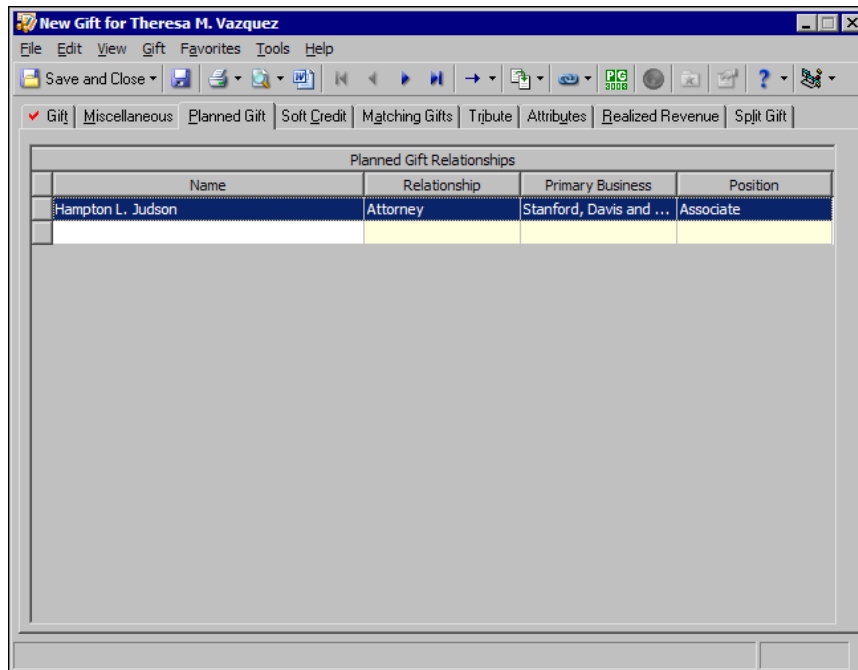 New Gift for Theresa M. Vazquez
File Edit View Gift Favorites Tools Help
Save and Close
Gift Miscellaneous Planned Gift Soft Credit Matching Gifts Tribute Attributes Realized Revenue Split Gift
Planned Gift Relationships
Name Relationship Primary Business Position
Hampton L. Judson Attorney Stanford, Davis and ... Associate